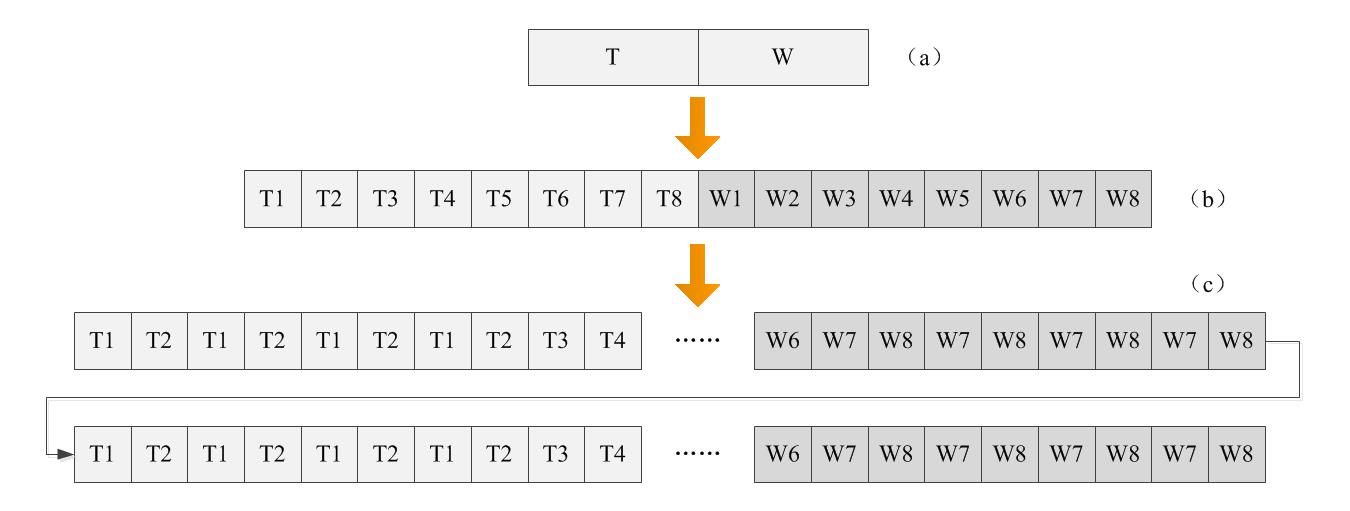 T W （a）
T1 T2 T3 T4 T5 T6 T7 T8 W1 W2 W3 W4 W5 W6 W7 W8 （b）
（c）
T1 T2 T1 T2 T1 T2 T1 T2 T3 T4 …… W6 W7 W8 W7 W8 W7 W8 W7 W8
T1 T2 T1 T2 T1 T2 T1 T2 T3 T4 …… W6 W7 W8 W7 W8 W7 W8 W7 W8